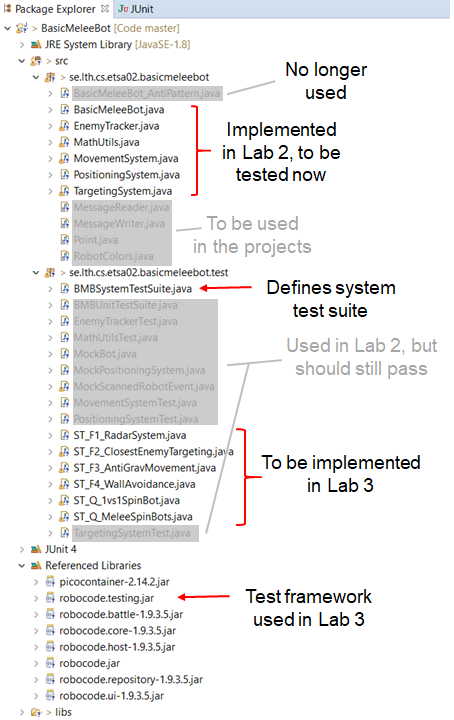 Package Explorer JUnit
BasicMeleeBot [Code master]
JRE System Library [JavaSE-1.8]
> src
> se.lth.cs.etsa02.basicmeleebot
BasicMeleeBot_AntiPattern.java
No longer
used
BasicMeleeBot.java
EnemyTracker.java
MathUtils.java
MovementSystem.java
PositioningSystem.java
TargetingSystem.java
Implemented
in Lab 2, to be
tested now
MessageReader.java
MessageWriter.java
Point.java
RobotColors.java
To be used
in the projects
> se.lth.cs.etsa02.basicmeleebot.test
BMBSystemTestSuite.java
Defines system
test suite
BMBUnitTestSuite.java
EnemyTrackerTest.java
MathUtilsTest.java
MockBot.java
MockPositioningSystem.java
MockScannedRobotEvent.java
MovementSystemTest.java
PositioningSystemTest.java
Used in Lab 2, but
should still pass
ST_F1_RadarSystem.java
ST_F2_ClosestEnemyTargeting.java
ST_F3_AntiGravMovement.java
ST_F4_WallAvoidance.java
ST_Q_1vs1SpinBot.java
ST_Q_MeleeSpinBots.java
To be implemented
in Lab 3
TargetingSystemTest.java
JUnit 4
Referenced Libraries
picocontainer-2.14.2.jar
robocode.testing.jar
robocode.battle-1.9.3.5.jar
robocode.core-1.9.3.5.jar
robocode.host-1.9.3.5.jar
robocode.jar
robocode.repository-1.9.3.5.jar
robocode.ui-1.9.3.5.jar
Test framework
used in Lab 3
> libs